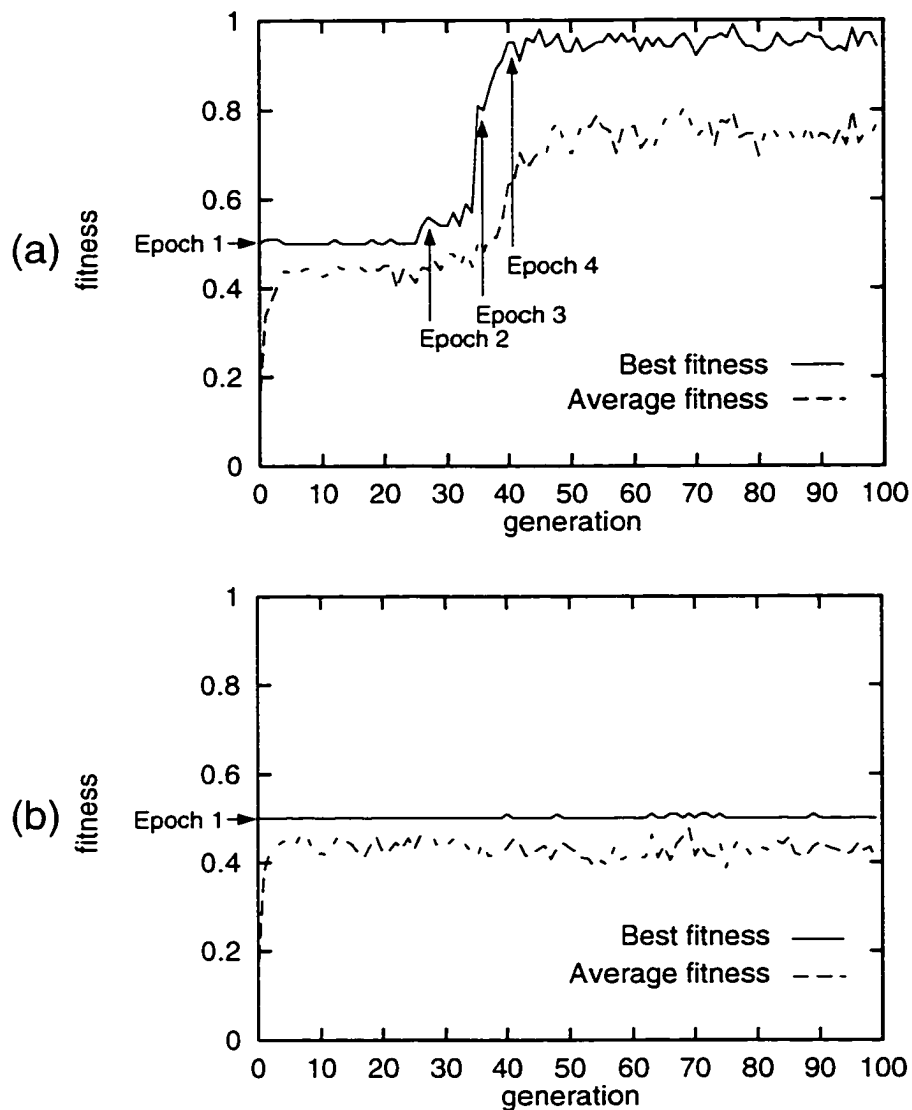 (a)
fitness
1
0.8
0.6
Epoch 1
0.4
0.2
0
Epoch 4
Epoch 3
Epoch 2
Best fitness
Average fitness
0 10 20 30 40 50 60 70 80 90 100
generation
(b)
fitness
1
0.8
0.6
Epoch 1
0.4
0.2
0
Best fitness
Average fitness
0 10 20 30 40 50 60 70 80 90 100
generation